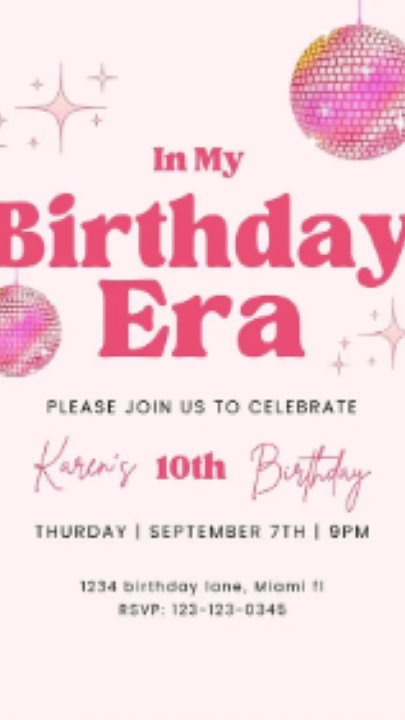 In My
Birthday
Era
PLEASE JOIN US TO CELEBRATE
Karen's 10th Birthday
THURDAY | SEPTEMBER 7TH | 9PM
1234 birthday lane, Miami fl
RSVP: 123-123-0345